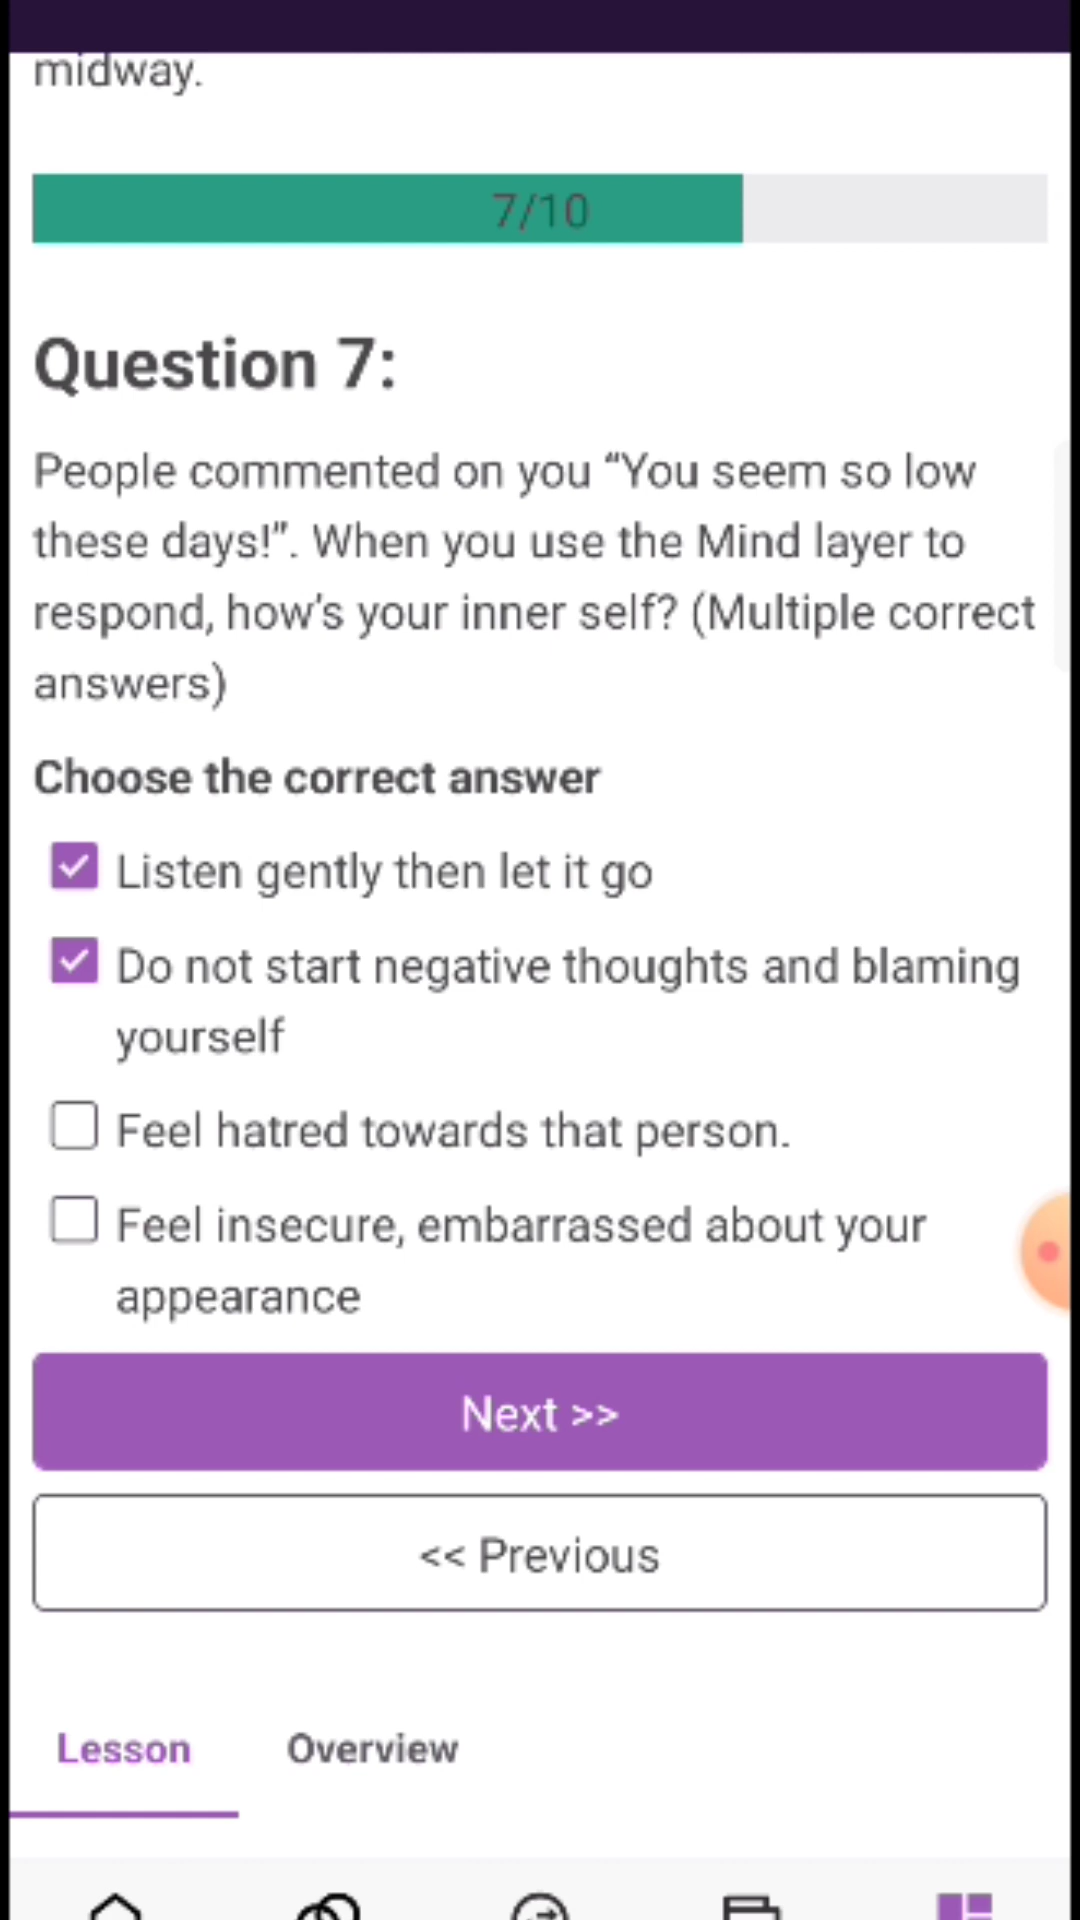 midway.
7/10
Question 7:
People commented on you “You seem so low
these days!”. When you use the Mind layer to
respond, how’s your inner self? (Multiple correct
answers)
Choose the correct answer
Listen gently then let it go
Do not start negative thoughts and blaming
yourself
Feel hatred towards that person.
Feel insecure, embarrassed about your
appearance
Next >>
<< Previous
Lesson Overview